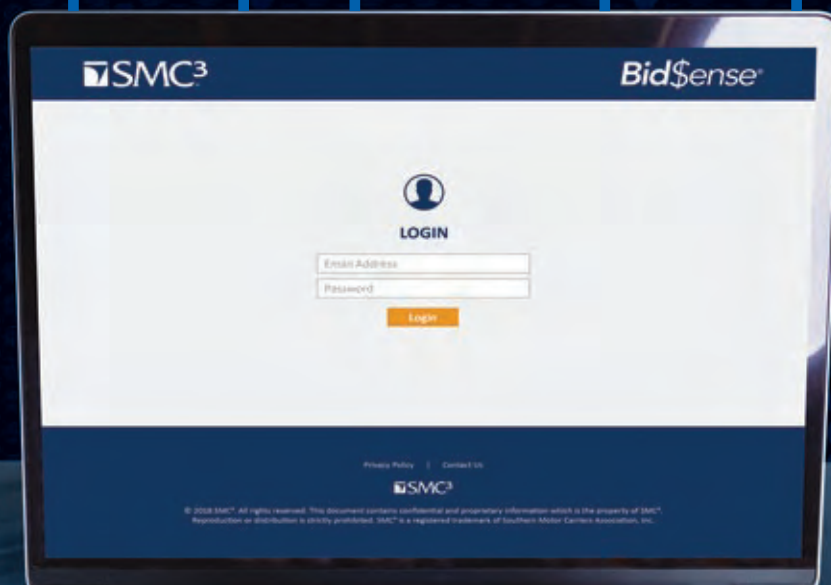 SMC³
Bid$ense®
LOGIN
Email Address
Password
Login
Privacy Policy | Contact Us
SMC³
© 2018 SMC³. All rights reserved. This document contains confidential and proprietary information which is the property of SMC³.
Reproduction or distribution is strictly prohibited. SMC³ is a registered trademark of Southern Motor Carriers Association, Inc.